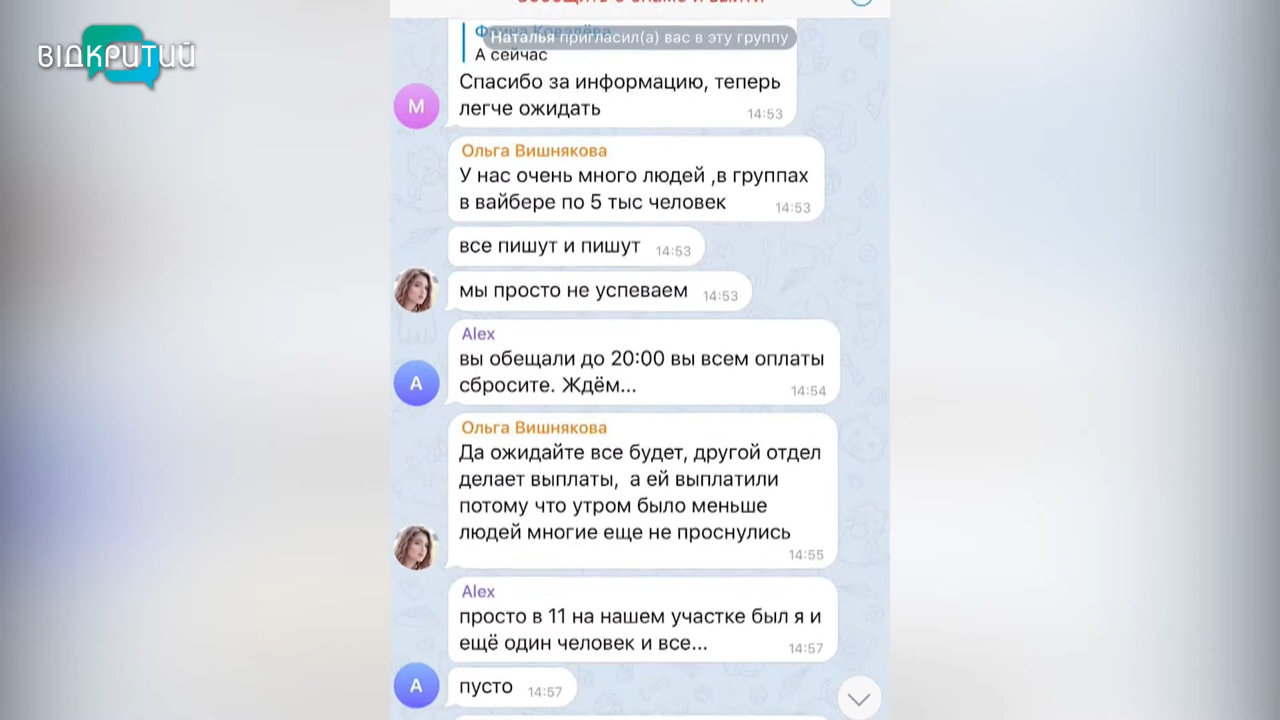 ВІДКРИТИЙ
Наталья пригласил(а) вас в эту группу
А сейчас
Спасибо за информацию, теперь
легче ожидать
14:53
М
Ольга Вишнякова
У нас очень много людей ,в группах
в вайбере по 5 тыс человек
14:53
все пишут и пишут 14:53
мы просто не успеваем 14:53
Alex
вы обещали до 20:00 вы всем оплаты
сбросите. Ждём...
14:54
A
Ольга Вишнякова
Да ожидайте все будет, другой отдел
делает выплаты, а ей выплатили
потому что утром было меньше
людей многие еще не проснулись
14:55
Alex
просто в 11 на нашем участке был я и
ещё один человек и все...
14:57
A
пусто 14:57